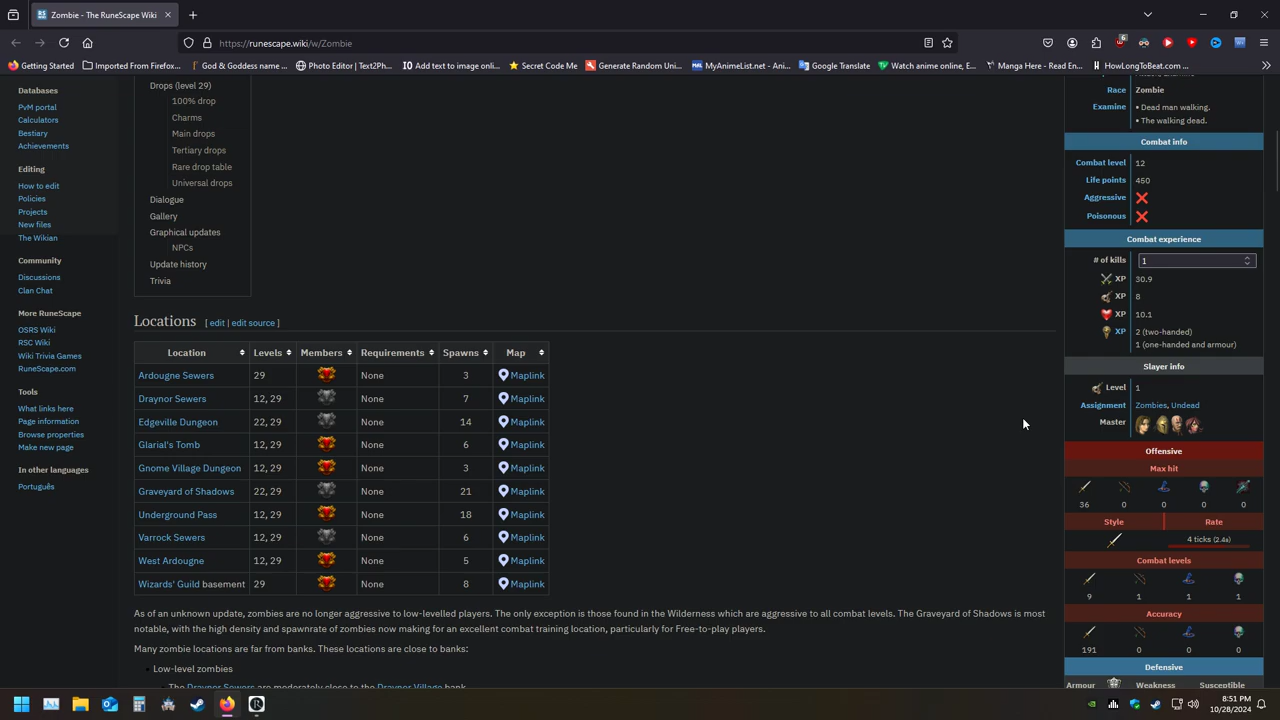 Zombie - The RuneScape Wiki
https://runescape.wiki/w/Zombie
6
Getting Started
Imported From Firefox...
God & Goddess name ...
Photo Editor | Text2Ph...
Add text to images onl...
Secret Code Me
Generate Random Uni...
MyAnimeList.net - Ani...
Google Translate
Watch anime online, E...
Manga Here - Read En...
HowLongToBeat.com ...
Databases
PvM portal
Calculators
Bestiary
Achievements
Editing
How to edit
Policies
Projects
New files
The Wikian
Community
Discussions
Clan Chat
More RuneScape
OSRS Wiki
RSC Wiki
Wiki Trivia Games
RuneScape.com
Tools
What links here
Page information
Browse properties
Make new page
In other languages
Português
Drops (level 29)
100% drop
Charms
Main drops
Tertiary drops
Rare drop table
Universal drops
Dialogue
Gallery
Graphical updates
NPCs
Update history
Trivia
Locations [ edit | edit source ]
Location Levels Members Requirements Spawns Map
Ardougne Sewers 29 None 3 Maplink
Draynor Sewers 12, 29 None 7 Maplink
Edgeville Dungeon 22, 29 None 14 Maplink
Glarial's Tomb 12, 29 None 6 Maplink
Gnome Village Dungeon 12, 29 None 3 Maplink
Graveyard of Shadows 22, 29 None 21 Maplink
Underground Pass 12, 29 None 18 Maplink
Varrock Sewers 12, 29 None 6 Maplink
West Ardougne 12, 29 None 5 Maplink
Wizards' Guild basement 29 None 8 Maplink
As of an unknown update, zombies are no longer aggressive to low-levelled players. The only exception is those found in the Wilderness which are aggressive to all combat levels. The Graveyard of Shadows is most
notable, with the high density and spawnrate of zombies now making for an excellent combat training location, particularly for Free-to-play players.
Many zombie locations are far from banks. These locations are close to banks:
• Low-level zombies
The Draynor Sewers are moderately close to the Draynor Village bank
Race Zombie
Examine • Dead man walking.
• The walking dead.
Combat info
Combat level 12
Life points 450
Aggressive
Poisonous
Combat experience
# of kills 1
XP 30.9
XP 8
XP 10.1
XP 2 (two-handed)
1 (one-handed and armour)
Slayer info
Level 1
Assignment Zombies, Undead
Master
Offensive
Max hit
36 0 0 0 0
Style Rate
4 ticks (2.4s)
Combat levels
9 1 1 1
Accuracy
191 0 0 0
Defensive
Armour Weakness Susceptible
8:51 PM
10/28/2024